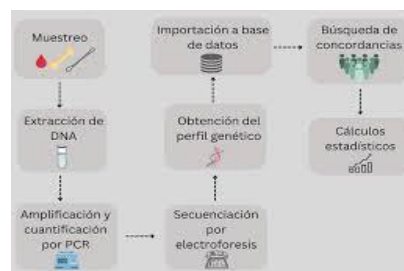 Muestreo
Extracción de
DNA
Amplificación y
cuantificación
por PCR
Secuenciación
por
electroforesis
Obtención del
perfil genético
Importación a base
de datos
Búsqueda de
concordancias
Cálculos
estadísticos